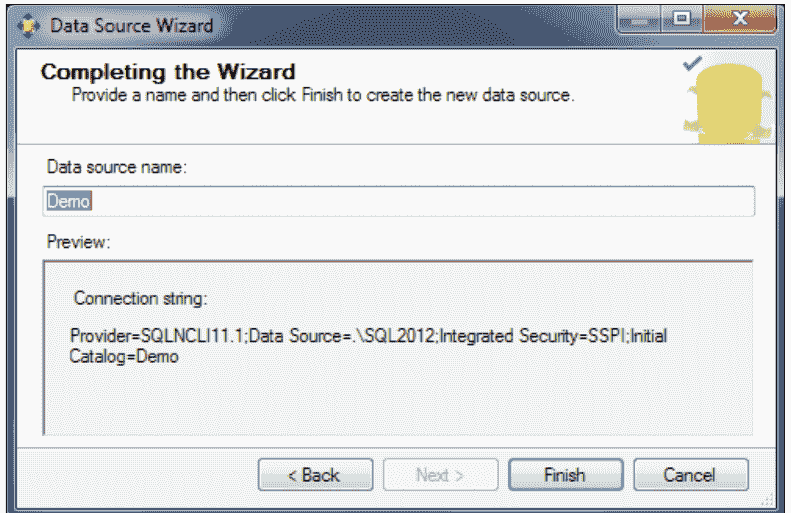 Data Source Wizard
Completing the Wizard
Provide a name and then click Finish to create the new data source.
Data source name:
Demo
Preview:
Connection string:
Provider=SQLNCLI11.1;Data Source=.\SQL2012;Integrated Security=SSPI;Initial
Catalog=Demo
< Back Next > Finish Cancel